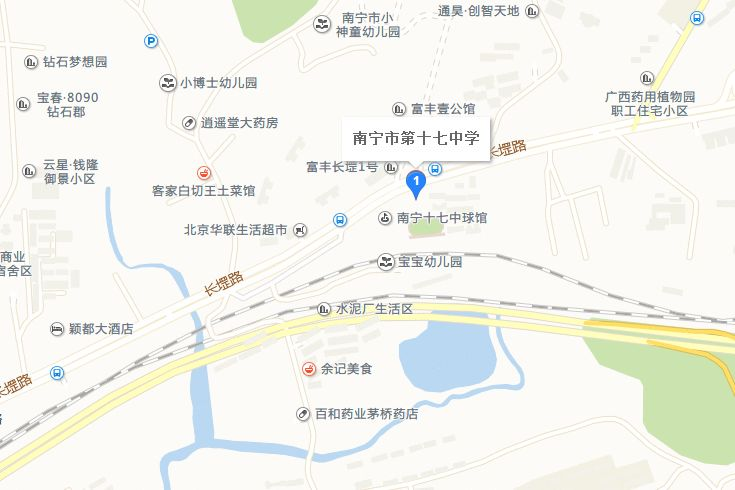 南宁市小
神童幼儿园
通昊·创智天地
P
钻石梦想园
小博士幼儿园
宝春·8090
钻石郡
广西药用植物园
职工住宅小区
富丰壹公馆
逍遥堂大药房
南宁市第十七中学
长堽路
云星·钱隆
御景小区
富丰长堽1号
1
客家白切王土菜馆
南宁十七中球馆
北京华联生活超市
商业
宿舍区
宝宝幼儿园
长堽路
水泥厂生活区
颖都大酒店
余记美食
长堽路
百和药业茅桥药店
路